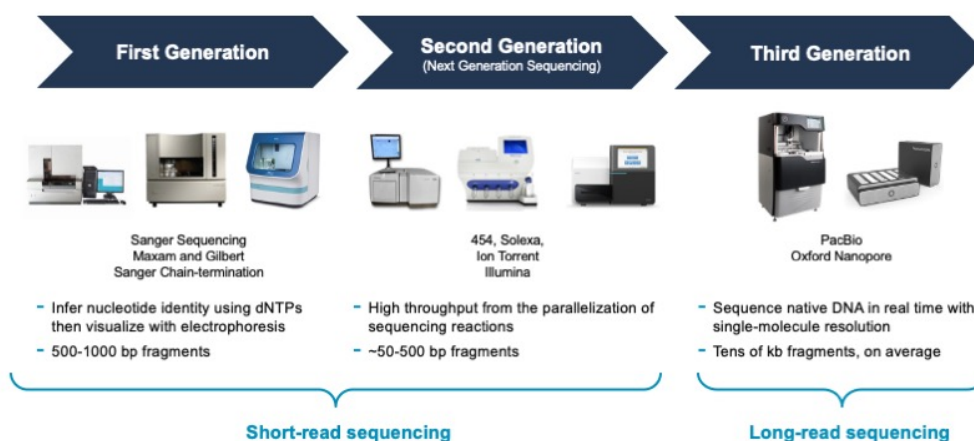 First Generation
Second Generation
(Next Generation Sequencing)
Third Generation
Sanger Sequencing
Maxam and Gilbert
Sanger Chain-termination
454, Solexa,
Ion Torrent
Illumina
PacBio
Oxford Nanopore
- Infer nucleotide identity using dNTPs
then visualize with electrophoresis
- 500-1000 bp fragments
- High throughput from the parallelization of
sequencing reactions
- ~50-500 bp fragments
- Sequence native DNA in real time with
single-molecule resolution
- Tens of kb fragments, on average
Short-read sequencing
Long-read sequencing